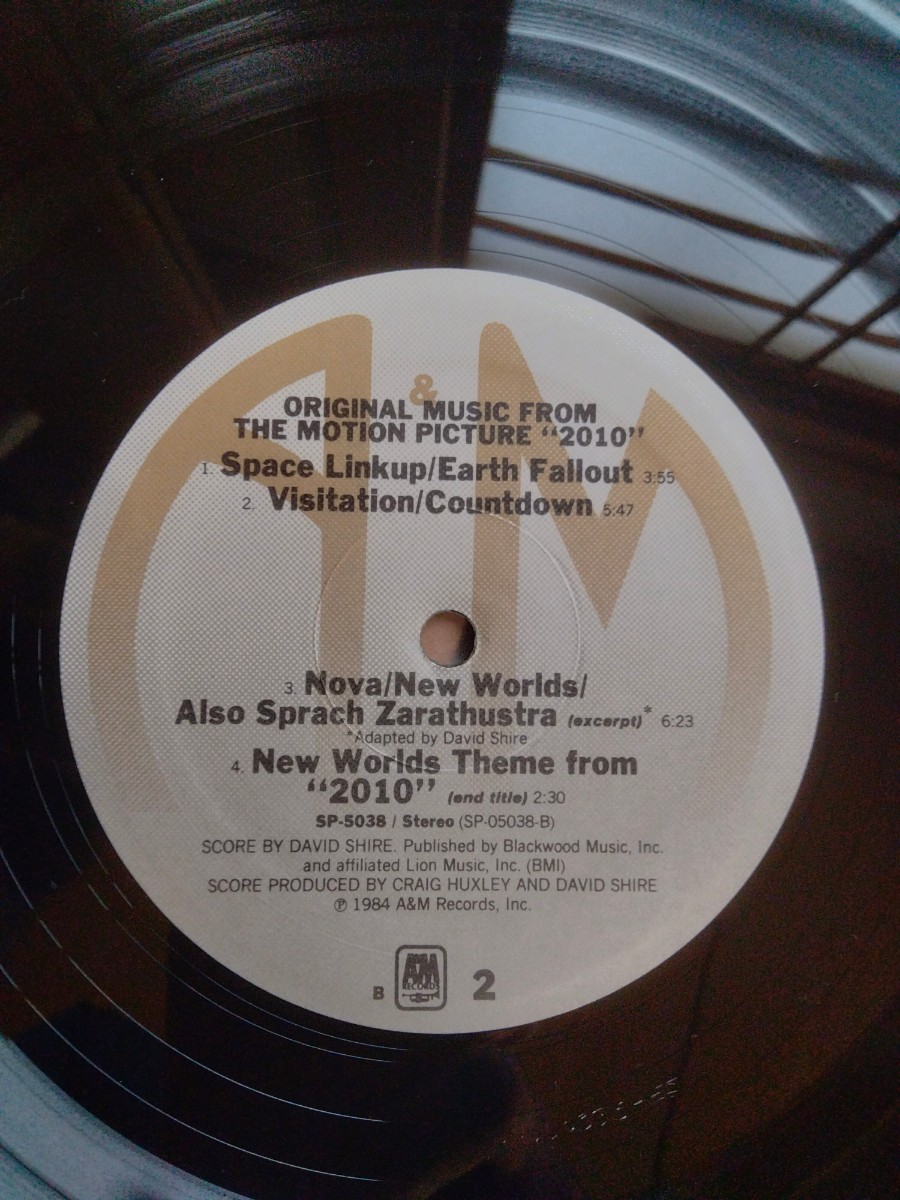 &
ORIGINAL MUSIC FROM
THE MOTION PICTURE “2010”
1. Space Linkup/Earth Fallout 3:55
2. Visitation/Countdown 5:47
3. Nova/New Worlds/
Also Sprach Zarathustra (excerpt)* 6:23
*Adapted by David Shire
4. New Worlds Theme from
“2010” (end title) 2:30
SP-5038 / Stereo (SP-05038-B)
SCORE BY DAVID SHIRE. Published by Blackwood Music, Inc.
and affiliated Lion Music, Inc. (BMI)
SCORE PRODUCED BY CRAIG HUXLEY AND DAVID SHIRE
℗ 1984 A&M Records, Inc.
B A&M RECORDS 2